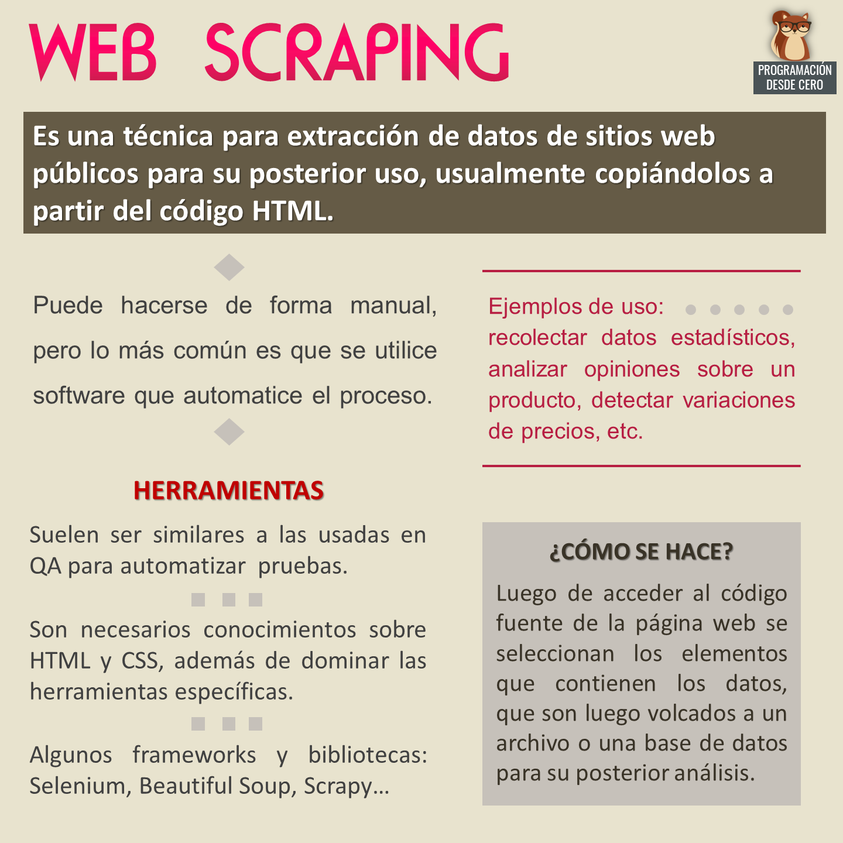 WEB SCRAPING
PROGRAMACIÓN
DESDE CERO
Es una técnica para extracción de datos de sitios web
públicos para su posterior uso, usualmente copiándolos a
partir del código HTML.
Puede hacerse de forma manual,
pero lo más común es que se utilice
software que automatice el proceso.
Ejemplos de uso:
recolectar datos estadísticos,
analizar opiniones sobre un
producto, detectar variaciones
de precios, etc.
HERRAMIENTAS
Suelen ser similares a las usadas en
QA para automatizar pruebas.
Son necesarios conocimientos sobre
HTML y CSS, además de dominar las
herramientas específicas.
Algunos frameworks y bibliotecas:
Selenium, Beautiful Soup, Scrapy...
¿CÓMO SE HACE?
Luego de acceder al código
fuente de la página web se
seleccionan los elementos
que contienen los datos,
que son luego volcados a un
archivo o una base de datos
para su posterior análisis.